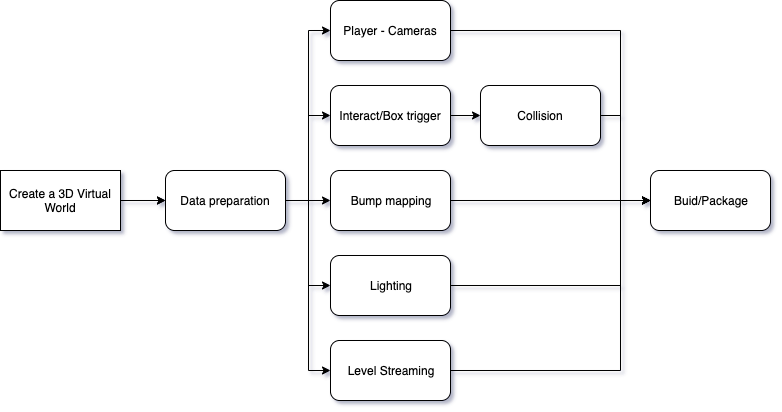 Player - Cameras
Interact/Box trigger
Collision
Create a 3D Virtual
World
Data preparation
Bump mapping
Buid/Package
Lighting
Level Streaming